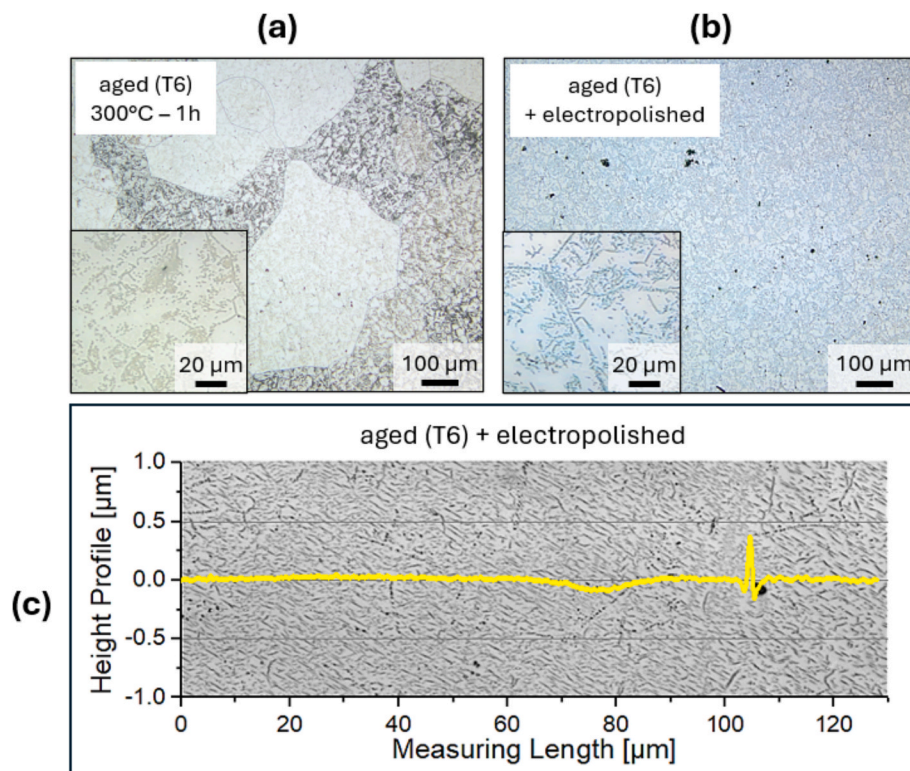 (a)
(b)
aged (T6)
300°C – 1h
aged (T6)
+ electropolished
20 µm
100 µm
20 µm
100 µm
(c)
aged (T6) + electropolished
Height Profile [µm]
1.0
0.5
0.0
-0.5
-1.0
0
20
40
60
80
100
120
Measuring Length [µm]